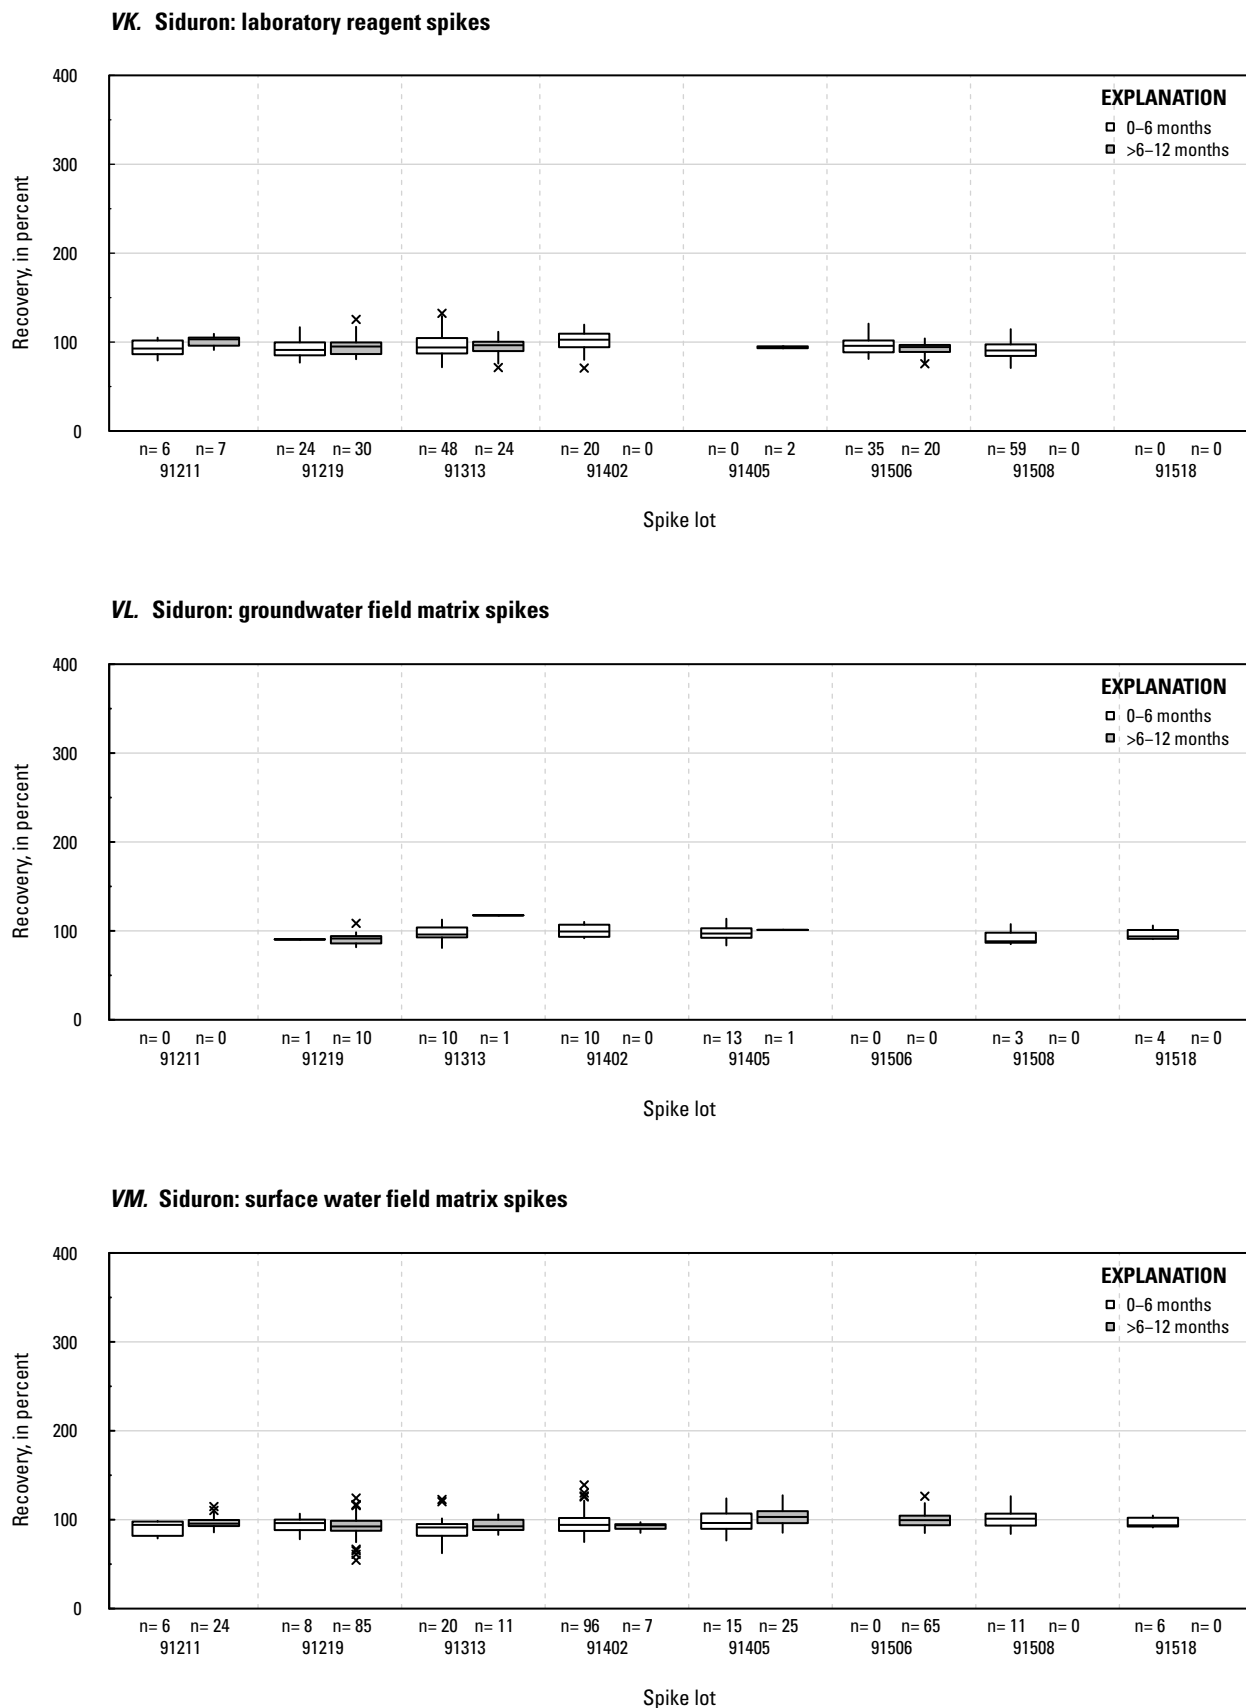 VK. Siduron: laboratory reagent spikes
400
300
200
100
0
Recovery, in percent
EXPLANATION
0–6 months
>6–12 months
n= 6 n= 7 n= 24 n= 30 n= 48 n= 24 n= 20 n= 0 n= 0 n= 2 n= 35 n= 20 n= 59 n= 0 n= 0 n= 0
91211 91219 91313 91402 91405 91506 91508 91518
Spike lot
VL. Siduron: groundwater field matrix spikes
400
300
200
100
0
Recovery, in percent
EXPLANATION
0–6 months
>6–12 months
n= 0 n= 0 n= 1 n= 10 n= 10 n= 1 n= 10 n= 0 n= 13 n= 1 n= 0 n= 0 n= 3 n= 0 n= 4 n= 0
91211 91219 91313 91402 91405 91506 91508 91518
Spike lot
VM. Siduron: surface water field matrix spikes
400
300
200
100
0
Recovery, in percent
EXPLANATION
0–6 months
>6–12 months
n= 6 n= 24 n= 8 n= 85 n= 20 n= 11 n= 96 n= 7 n= 15 n= 25 n= 0 n= 65 n= 11 n= 0 n= 6 n= 0
91211 91219 91313 91402 91405 91506 91508 91518
Spike lot